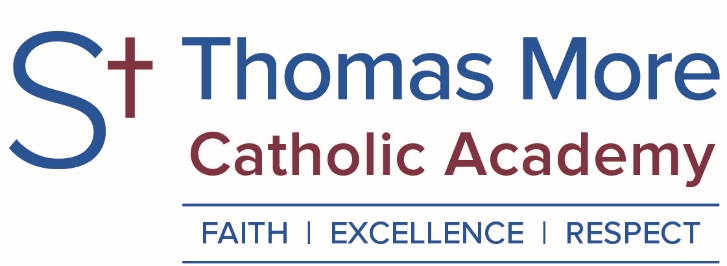 St Thomas More
Catholic Academy
FAITH | EXCELLENCE | RESPECT